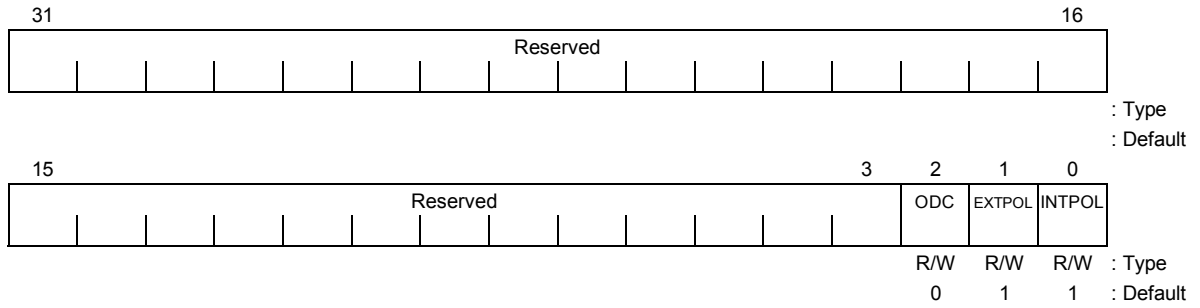 31 16
Reserved
: Type
: Default
15 3 2 1 0
Reserved ODC EXTPOL INTPOL
R/W R/W R/W : Type
0 1 1 : Default